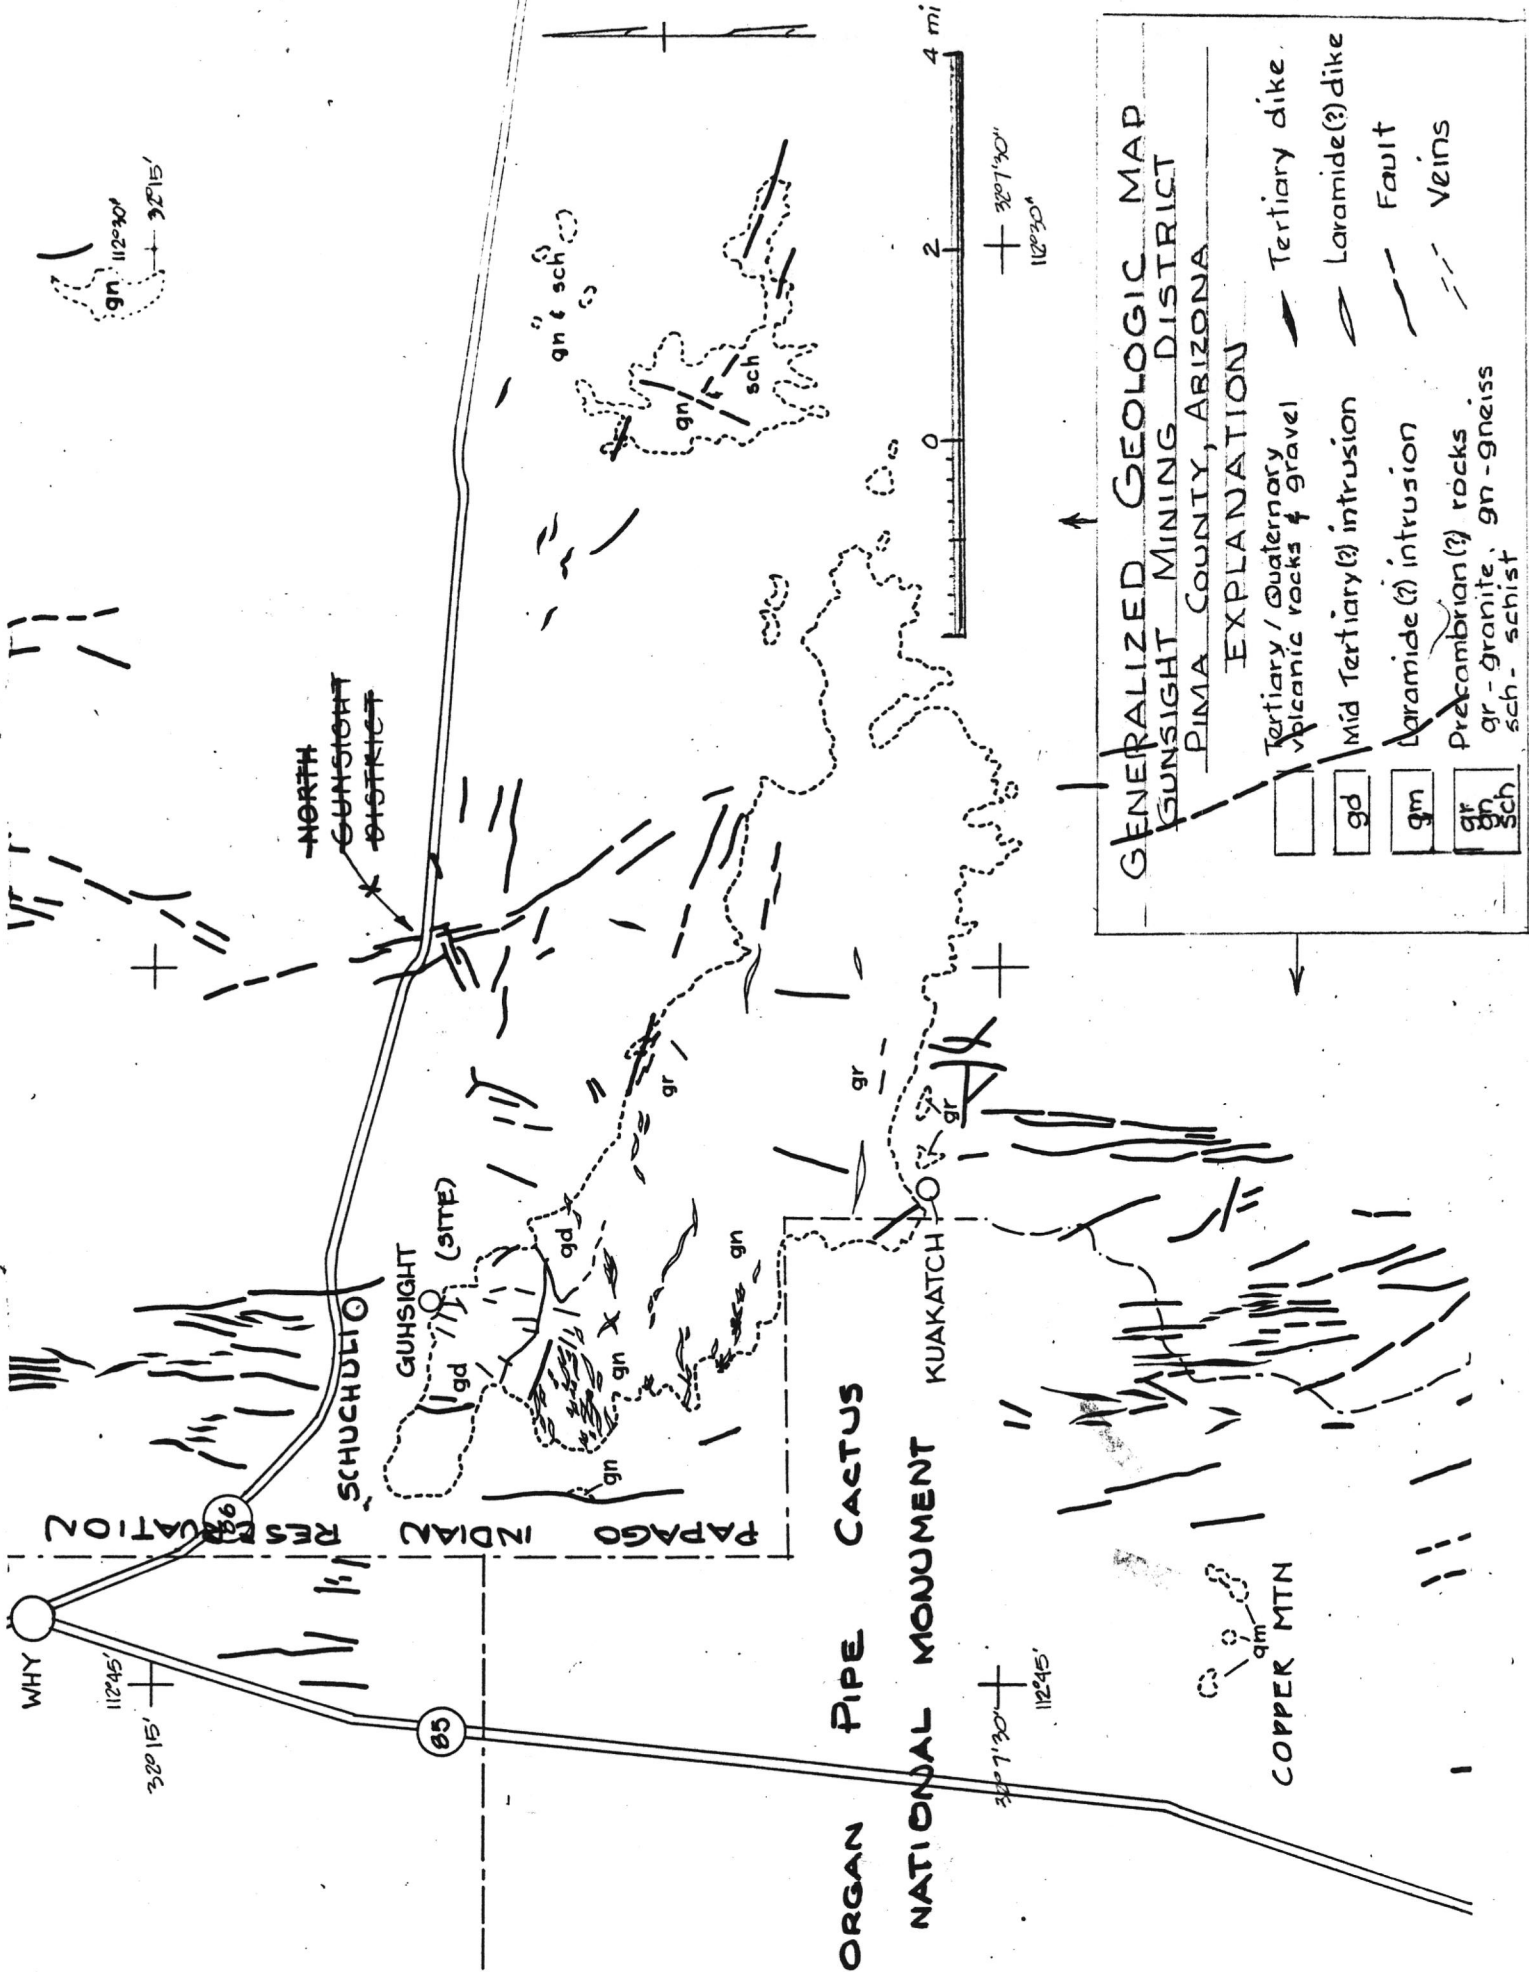 WHY
112°45'
32°15'
86
85
PAPAGO INDIAN RESERVATION
SCHUCHULI
GUHSIGHT
(SITE)
gd
gd
gn
gn
gn
gr
gr
gr
NORTH
GUNSIGHT
DISTRICT
X
gn
112°30'
32°15'
gn & sch
gn
sch
ORGAN PIPE CACTUS
NATIONAL MONUMENT
KUAKATCH
32°7'30"
112°45'
COPPER MTN
qm
0 2 4 mi
32°7'30"
112°30"
GENERALIZED GEOLOGIC MAP
GUNSIGHT MINING DISTRICT
PIMA COUNTY, ARIZONA
EXPLANATION
Tertiary / Quaternary
volcanic rocks & gravel
gd Mid Tertiary(?) intrusion
qm Laramide(?) intrusion
gr
gn
sch
Precambrian(?) rocks
gr - granite, gn - gneiss
sch - schist
Tertiary dike.
Laramide(?) dike
Fault
Veins